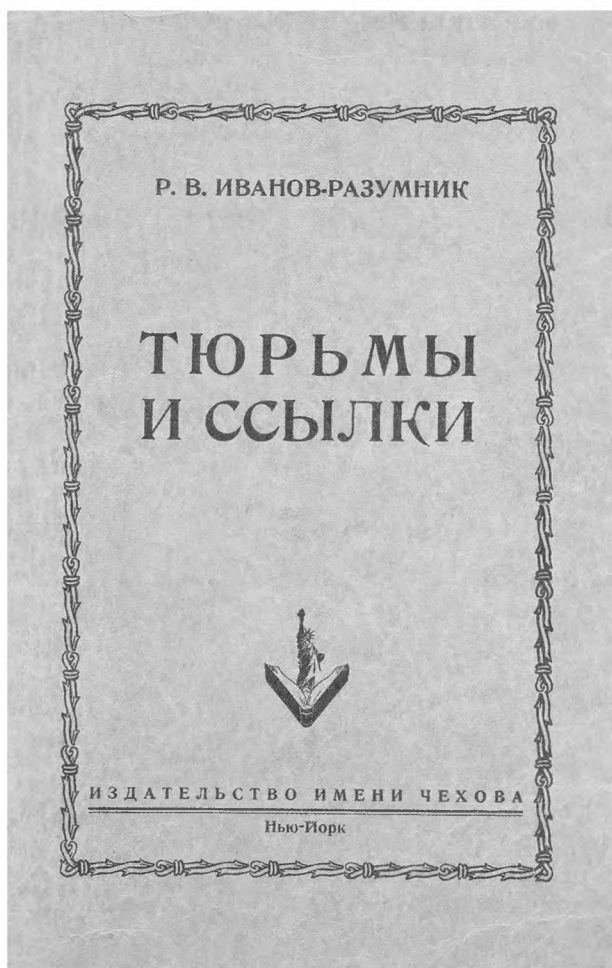 Р. В. ИВАНОВ-РАЗУМНИК
ТЮРЬМЫ
И ССЫЛКИ
ИЗДАТЕЛЬСТВО ИМЕНИ ЧЕХОВА
Нью-Йорк